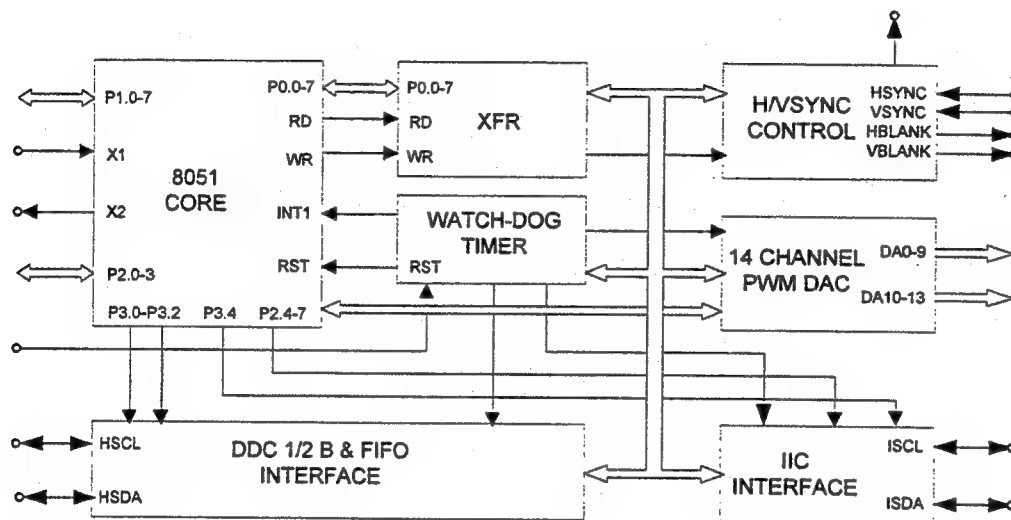 P1.0-7
X1
X2
P2.0-3
8051
CORE
P0.0-7
RD
WR
INT1
RST
P3.0-P3.2
P3.4
P2.4-7
P0.0-7
RD
WR
XFR
WATCH-DOG
TIMER
RST
H/VSYNC
CONTROL
HSYNC
VSYNC
HBLANK
VBLANK
14 CHANNEL
PWM DAC
DA0-9
DA10-13
HSCL
HSDA
DDC 1/2 B & FIFO
INTERFACE
IIC
INTERFACE
ISCL
ISDA